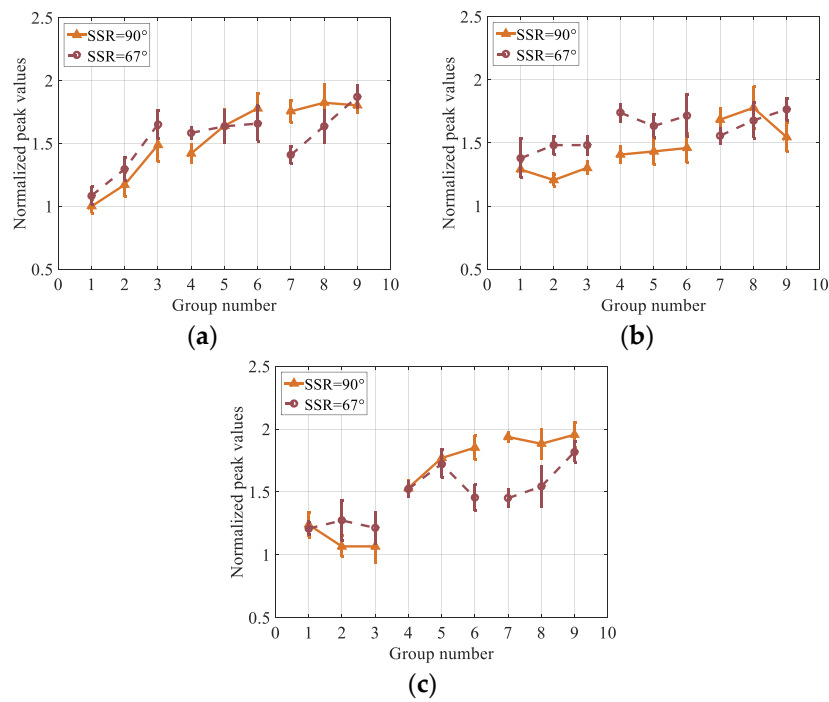 2.5
SSR=90°
SSR=67°
2
1.5
1
0.5
0 1 2 3 4 5 6 7 8 9 10
Normalized peak values
Group number
(a)
2.5
SSR=90°
SSR=67°
2
1.5
1
0.5
0 1 2 3 4 5 6 7 8 9 10
Normalized peak values
Group number
(b)
2.5
SSR=90°
SSR=67°
2
1.5
1
0.5
0 1 2 3 4 5 6 7 8 9 10
Normalized peak values
Group number
(c)